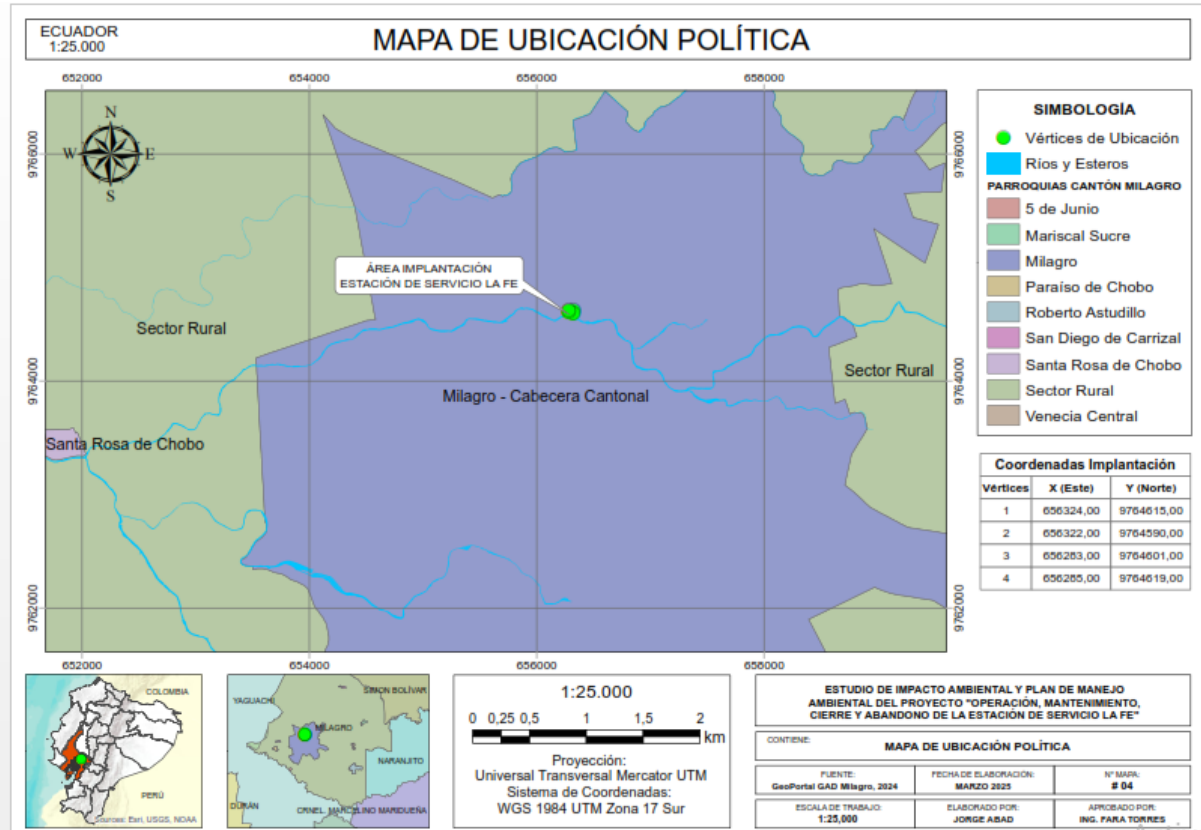 ECUADOR
1:25.000
MAPA DE UBICACIÓN POLÍTICA
652000 654000 656000 658000
9766000
9764000
9762000
N
W E
S
ÁREA IMPLANTACIÓN
ESTACIÓN DE SERVICIO LA FE
Sector Rural
Sector Rural
Milagro - Cabecera Cantonal
Santa Rosa de Chobo
9766000
9764000
9762000
652000 654000 656000 658000
SIMBOLOGÍA
Vértices de Ubicación
Ríos y Esteros
PARROQUIAS CANTÓN MILAGRO
5 de Junio
Mariscal Sucre
Milagro
Paraíso de Chobo
Roberto Astudillo
San Diego de Carrizal
Santa Rosa de Chobo
Sector Rural
Venecia Central
Coordenadas Implantación
Vértices X (Este) Y (Norte)
1 656324,00 9764615,00
2 656322,00 9764590,00
3 656263,00 9764601,00
4 656265,00 9764619,00
COLOMBIA
PERÚ
Sources: Esri, USGS, NOAA
YAGUACHI
SIMON BOLÍVAR
MILAGRO
NARANJITO
DURÁN
CRNEL. MARCELINO MARIDUEÑA
1:25.000
0 0,25 0,5 1 1,5 2
km
Proyección:
Universal Transversal Mercator UTM
Sistema de Coordenadas:
WGS 1984 UTM Zona 17 Sur
ESTUDIO DE IMPACTO AMBIENTAL Y PLAN DE MANEJO
AMBIENTAL DEL PROYECTO "OPERACIÓN, MANTENIMIENTO,
CIERRE Y ABANDONO DE LA ESTACIÓN DE SERVICIO LA FE"
CONTIENE:
MAPA DE UBICACIÓN POLÍTICA
FUENTE:
GeoPortal GAD Milagro, 2024
FECHA DE ELABORACIÓN:
MARZO 2025
N° MAPA:
# 04
ESCALA DE TRABAJO:
1:25,000
ELABORADO POR:
JORGE ABAD
APROBADO POR:
ING. FARA TORRES